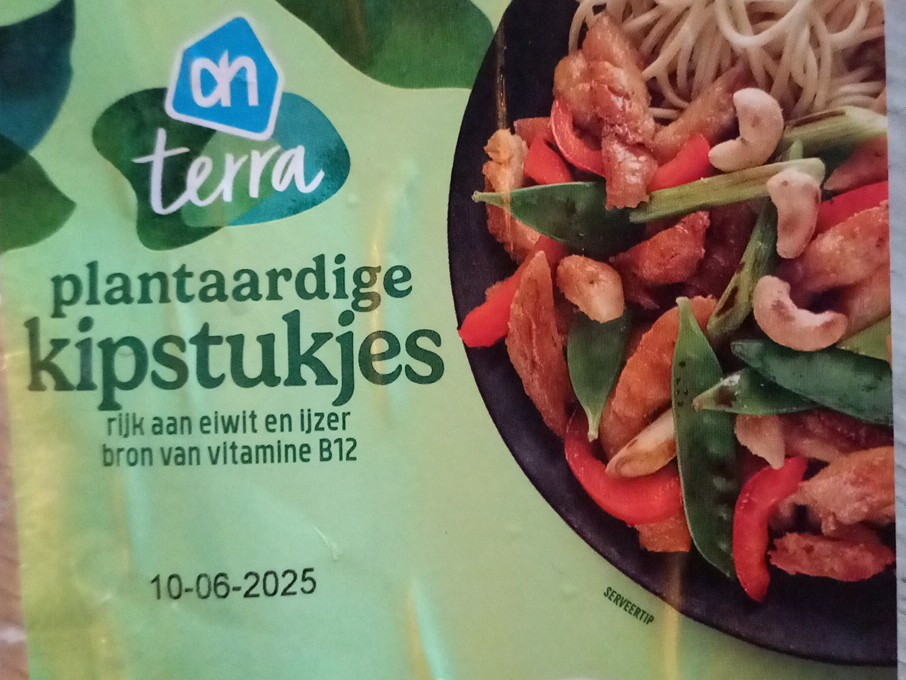 ah
terra
plantaardige
kipstukjes
rijk aan eiwit en ijzer
bron van vitamine B12
10-06-2025
SERVEERTIP